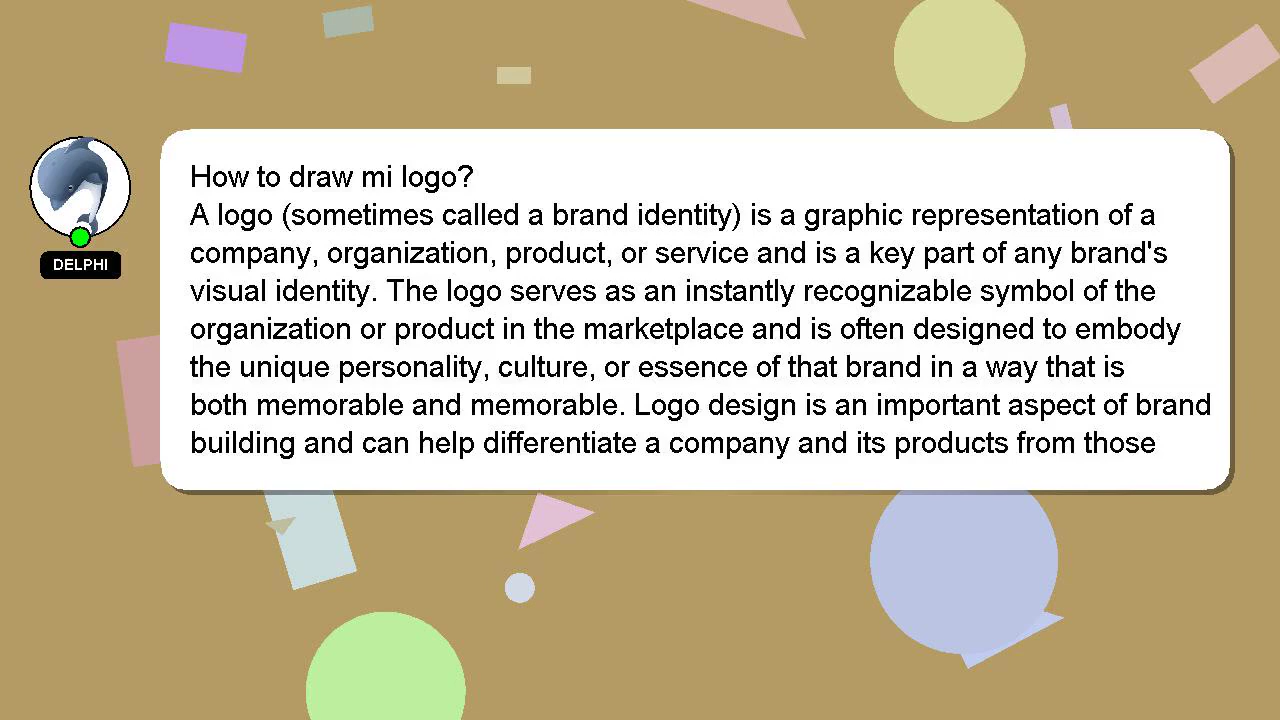 How to draw mi logo?
A logo (sometimes called a brand identity) is a graphic representation of a
company, organization, product, or service and is a key part of any brand's
visual identity. The logo serves as an instantly recognizable symbol of the
organization or product in the marketplace and is often designed to embody
the unique personality, culture, or essence of that brand in a way that is
both memorable and memorable. Logo design is an important aspect of brand
building and can help differentiate a company and its products from those
DELPHI